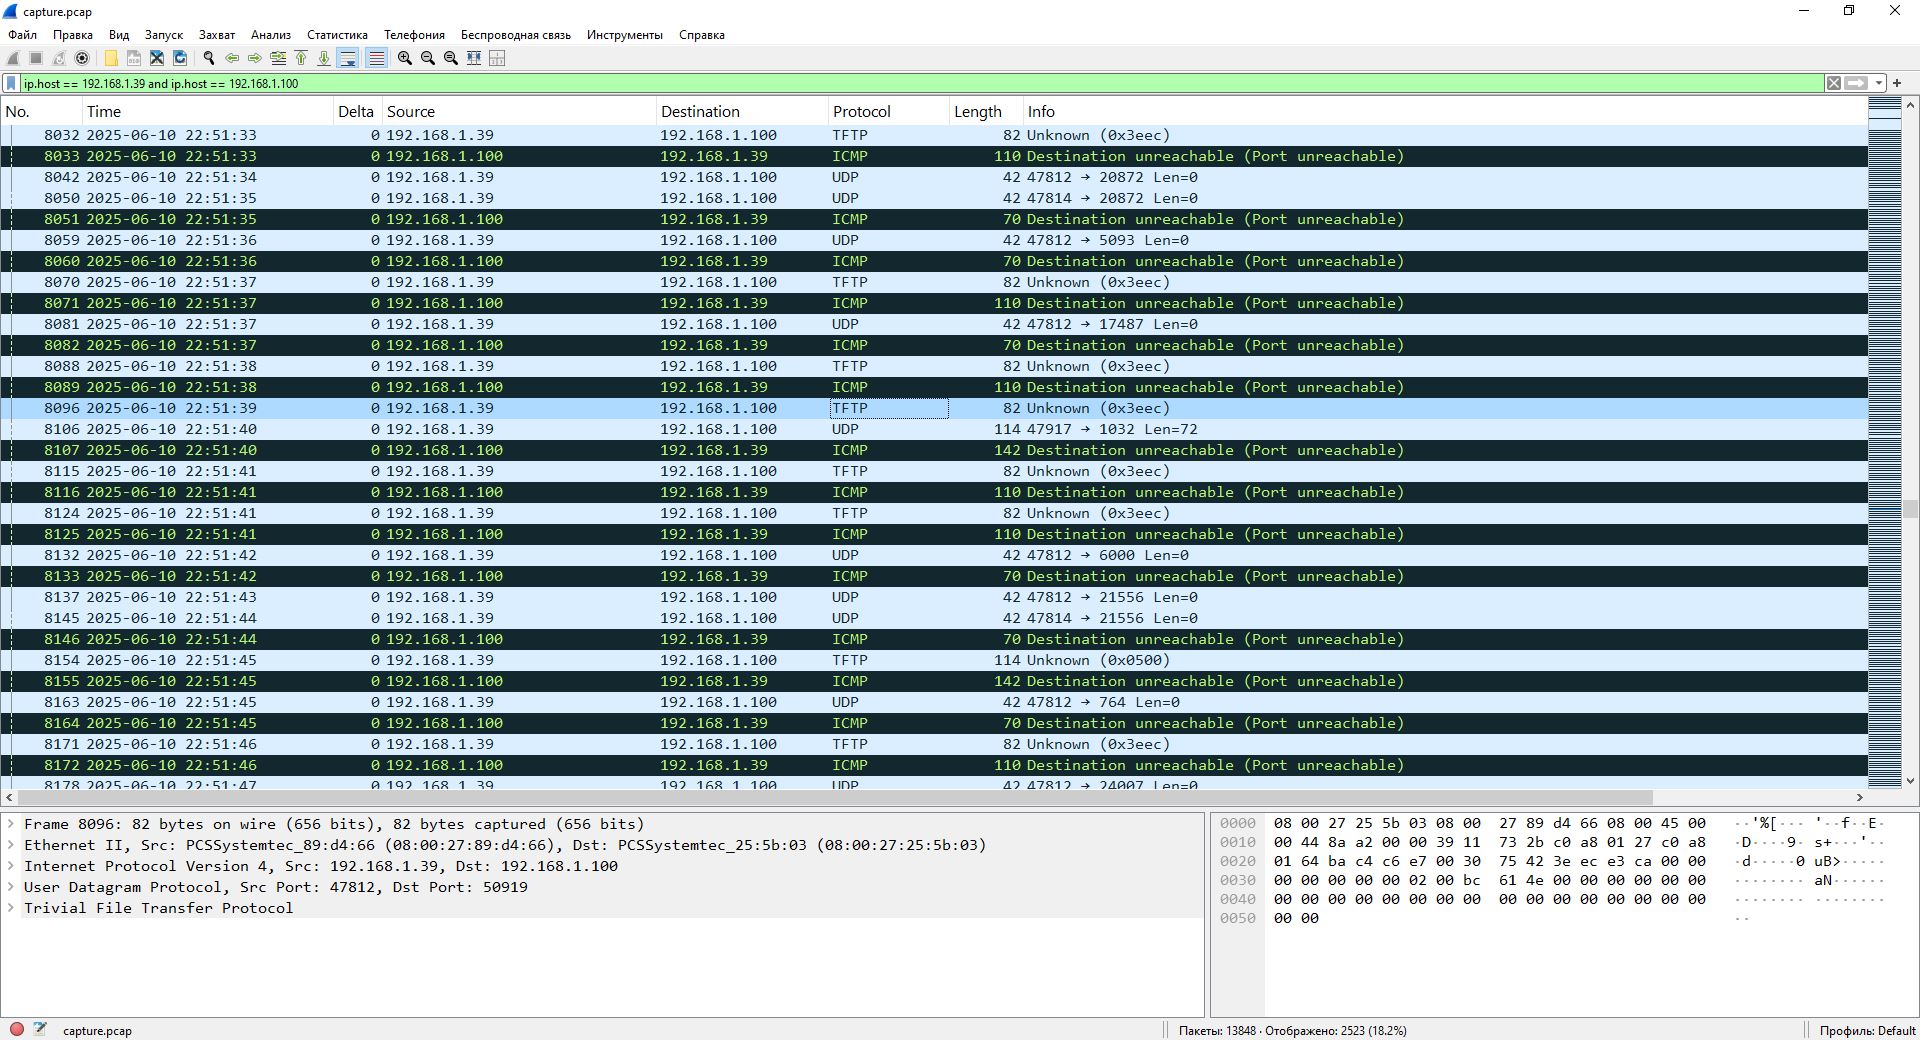 capture.pcap
Файл Правка Вид Запуск Захват Анализ Статистика Телефония Беспроводная связь Инструменты Справка
ip.host == 192.168.1.39 and ip.host == 192.168.1.100
No. Time Delta Source Destination Protocol Length Info
8032 2025-06-10 22:51:33 0 192.168.1.39 192.168.1.100 TFTP 82 Unknown (0x3eec)
8033 2025-06-10 22:51:33 0 192.168.1.100 192.168.1.39 ICMP 110 Destination unreachable (Port unreachable)
8042 2025-06-10 22:51:34 0 192.168.1.39 192.168.1.100 UDP 42 47812 → 20872 Len=0
8050 2025-06-10 22:51:35 0 192.168.1.39 192.168.1.100 UDP 42 47814 → 20872 Len=0
8051 2025-06-10 22:51:35 0 192.168.1.100 192.168.1.39 ICMP 70 Destination unreachable (Port unreachable)
8059 2025-06-10 22:51:36 0 192.168.1.39 192.168.1.100 UDP 42 47812 → 5093 Len=0
8060 2025-06-10 22:51:36 0 192.168.1.100 192.168.1.39 ICMP 70 Destination unreachable (Port unreachable)
8070 2025-06-10 22:51:37 0 192.168.1.39 192.168.1.100 TFTP 82 Unknown (0x3eec)
8071 2025-06-10 22:51:37 0 192.168.1.100 192.168.1.39 ICMP 110 Destination unreachable (Port unreachable)
8081 2025-06-10 22:51:37 0 192.168.1.39 192.168.1.100 UDP 42 47812 → 17487 Len=0
8082 2025-06-10 22:51:37 0 192.168.1.100 192.168.1.39 ICMP 70 Destination unreachable (Port unreachable)
8088 2025-06-10 22:51:38 0 192.168.1.39 192.168.1.100 TFTP 82 Unknown (0x3eec)
8089 2025-06-10 22:51:38 0 192.168.1.100 192.168.1.39 ICMP 110 Destination unreachable (Port unreachable)
8096 2025-06-10 22:51:39 0 192.168.1.39 192.168.1.100 TFTP 82 Unknown (0x3eec)
8106 2025-06-10 22:51:40 0 192.168.1.39 192.168.1.100 UDP 114 47917 → 1032 Len=72
8107 2025-06-10 22:51:40 0 192.168.1.100 192.168.1.39 ICMP 142 Destination unreachable (Port unreachable)
8115 2025-06-10 22:51:41 0 192.168.1.39 192.168.1.100 TFTP 82 Unknown (0x3eec)
8116 2025-06-10 22:51:41 0 192.168.1.100 192.168.1.39 ICMP 110 Destination unreachable (Port unreachable)
8124 2025-06-10 22:51:41 0 192.168.1.39 192.168.1.100 TFTP 82 Unknown (0x3eec)
8125 2025-06-10 22:51:41 0 192.168.1.100 192.168.1.39 ICMP 110 Destination unreachable (Port unreachable)
8132 2025-06-10 22:51:42 0 192.168.1.39 192.168.1.100 UDP 42 47812 → 6000 Len=0
8133 2025-06-10 22:51:42 0 192.168.1.100 192.168.1.39 ICMP 70 Destination unreachable (Port unreachable)
8137 2025-06-10 22:51:43 0 192.168.1.39 192.168.1.100 UDP 42 47812 → 21556 Len=0
8145 2025-06-10 22:51:44 0 192.168.1.39 192.168.1.100 UDP 42 47814 → 21556 Len=0
8146 2025-06-10 22:51:44 0 192.168.1.100 192.168.1.39 ICMP 70 Destination unreachable (Port unreachable)
8154 2025-06-10 22:51:45 0 192.168.1.39 192.168.1.100 TFTP 114 Unknown (0x0500)
8155 2025-06-10 22:51:45 0 192.168.1.100 192.168.1.39 ICMP 142 Destination unreachable (Port unreachable)
8163 2025-06-10 22:51:45 0 192.168.1.39 192.168.1.100 UDP 42 47812 → 764 Len=0
8164 2025-06-10 22:51:45 0 192.168.1.100 192.168.1.39 ICMP 70 Destination unreachable (Port unreachable)
8171 2025-06-10 22:51:46 0 192.168.1.39 192.168.1.100 TFTP 82 Unknown (0x3eec)
8172 2025-06-10 22:51:46 0 192.168.1.100 192.168.1.39 ICMP 110 Destination unreachable (Port unreachable)
8178 2025-06-10 22:51:47 0 192.168.1.39 192.168.1.100 UDP 42 47812 → 24007 Len=0
Frame 8096: 82 bytes on wire (656 bits), 82 bytes captured (656 bits)
Ethernet II, Src: PCSSystemtec_89:d4:66 (08:00:27:89:d4:66), Dst: PCSSystemtec_25:5b:03 (08:00:27:25:5b:03)
Internet Protocol Version 4, Src: 192.168.1.39, Dst: 192.168.1.100
User Datagram Protocol, Src Port: 47812, Dst Port: 50919
Trivial File Transfer Protocol
0000 08 00 27 25 5b 03 08 00 27 89 d4 66 08 00 45 00 ··'%[··· '··f··E·
0010 00 44 8a a2 00 00 39 11 73 2b c0 a8 01 27 c0 a8 ·D····9· s+···'··
0020 01 64 ba c4 c6 e7 00 30 75 42 3e ec e3 ca 00 00 ·d·····0 uB>·····
0030 00 00 00 00 00 02 00 bc 61 4e 00 00 00 00 00 00 ········ aN······
0040 00 00 00 00 00 00 00 00 00 00 00 00 00 00 00 00 ········ ········
0050 00 00 ··
capture.pcap Пакеты: 13848 · Отображено: 2523 (18.2%) Профиль: Default